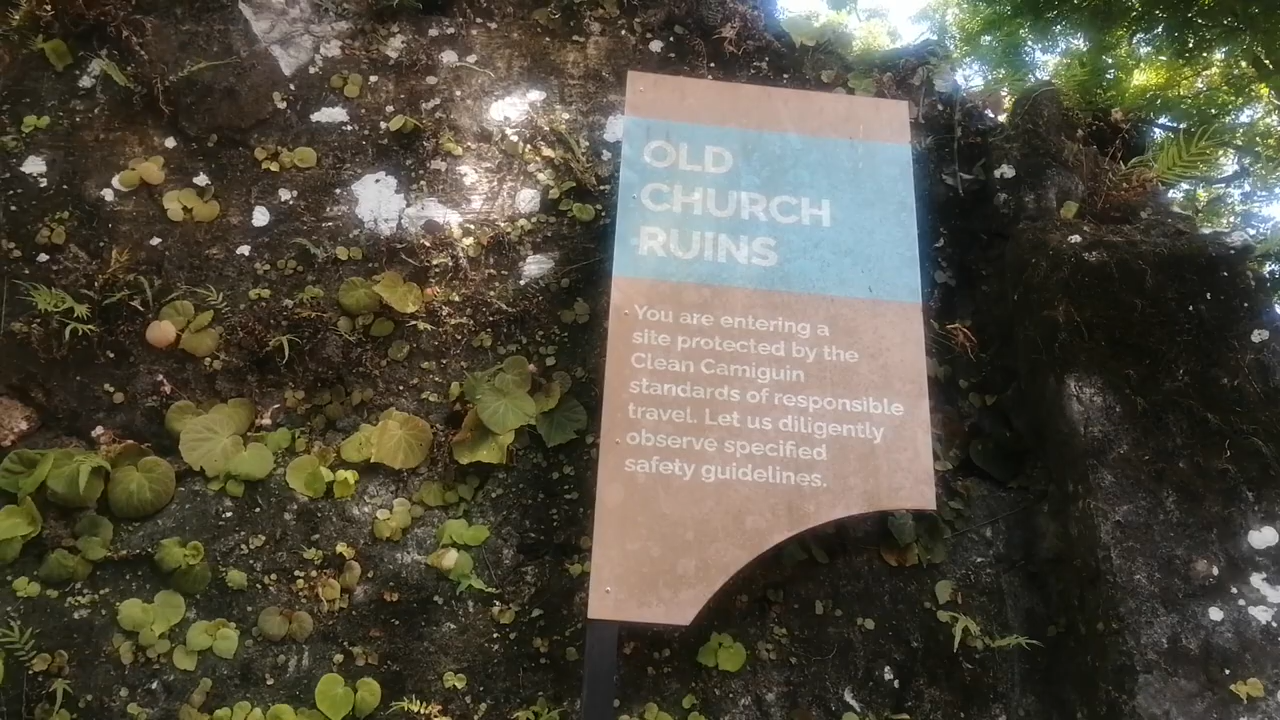 OLD
CHURCH
RUINS
You are entering a
site protected by the
Clean Camiguin
standards of responsible
travel. Let us diligently
observe specified
safety guidelines.